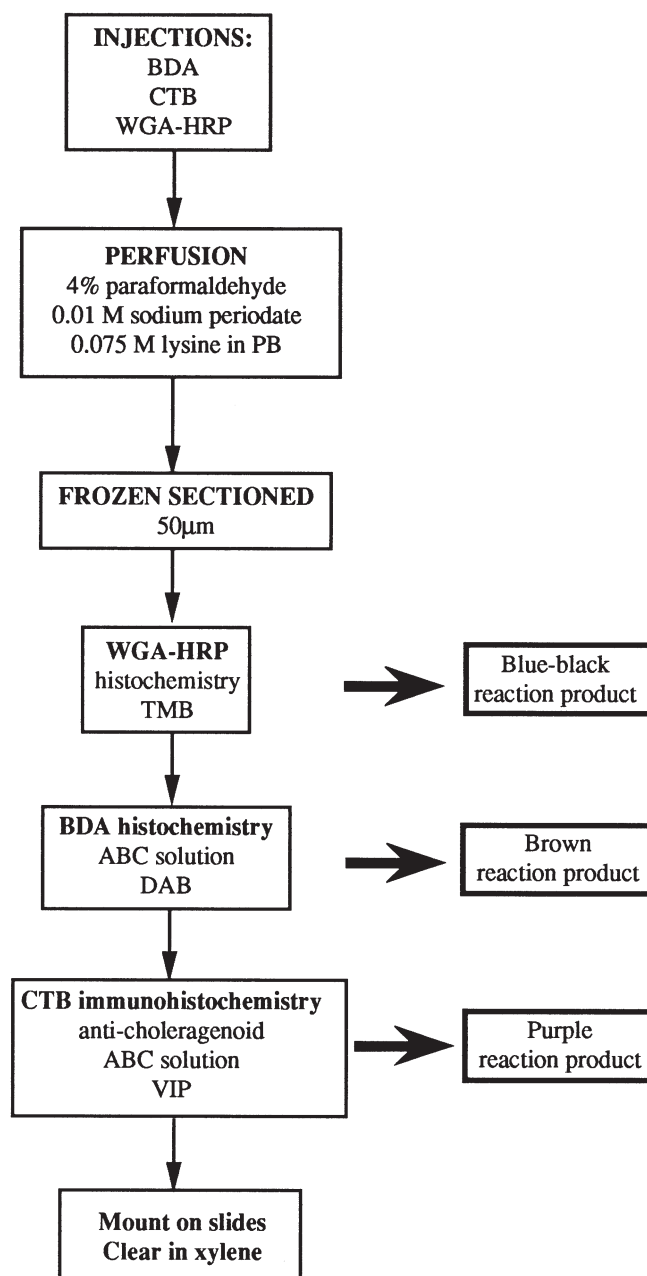 INJECTIONS:
BDA
CTB
WGA-HRP
PERFUSION
4% paraformaldehyde
0.01 M sodium periodate
0.075 M lysine in PB
FROZEN SECTIONED
50µm
WGA-HRP
histochemistry
TMB
Blue-black
reaction product
BDA histochemistry
ABC solution
DAB
Brown
reaction product
CTB immunohistochemistry
anti-choleragenoid
ABC solution
VIP
Purple
reaction product
Mount on slides
Clear in xylene